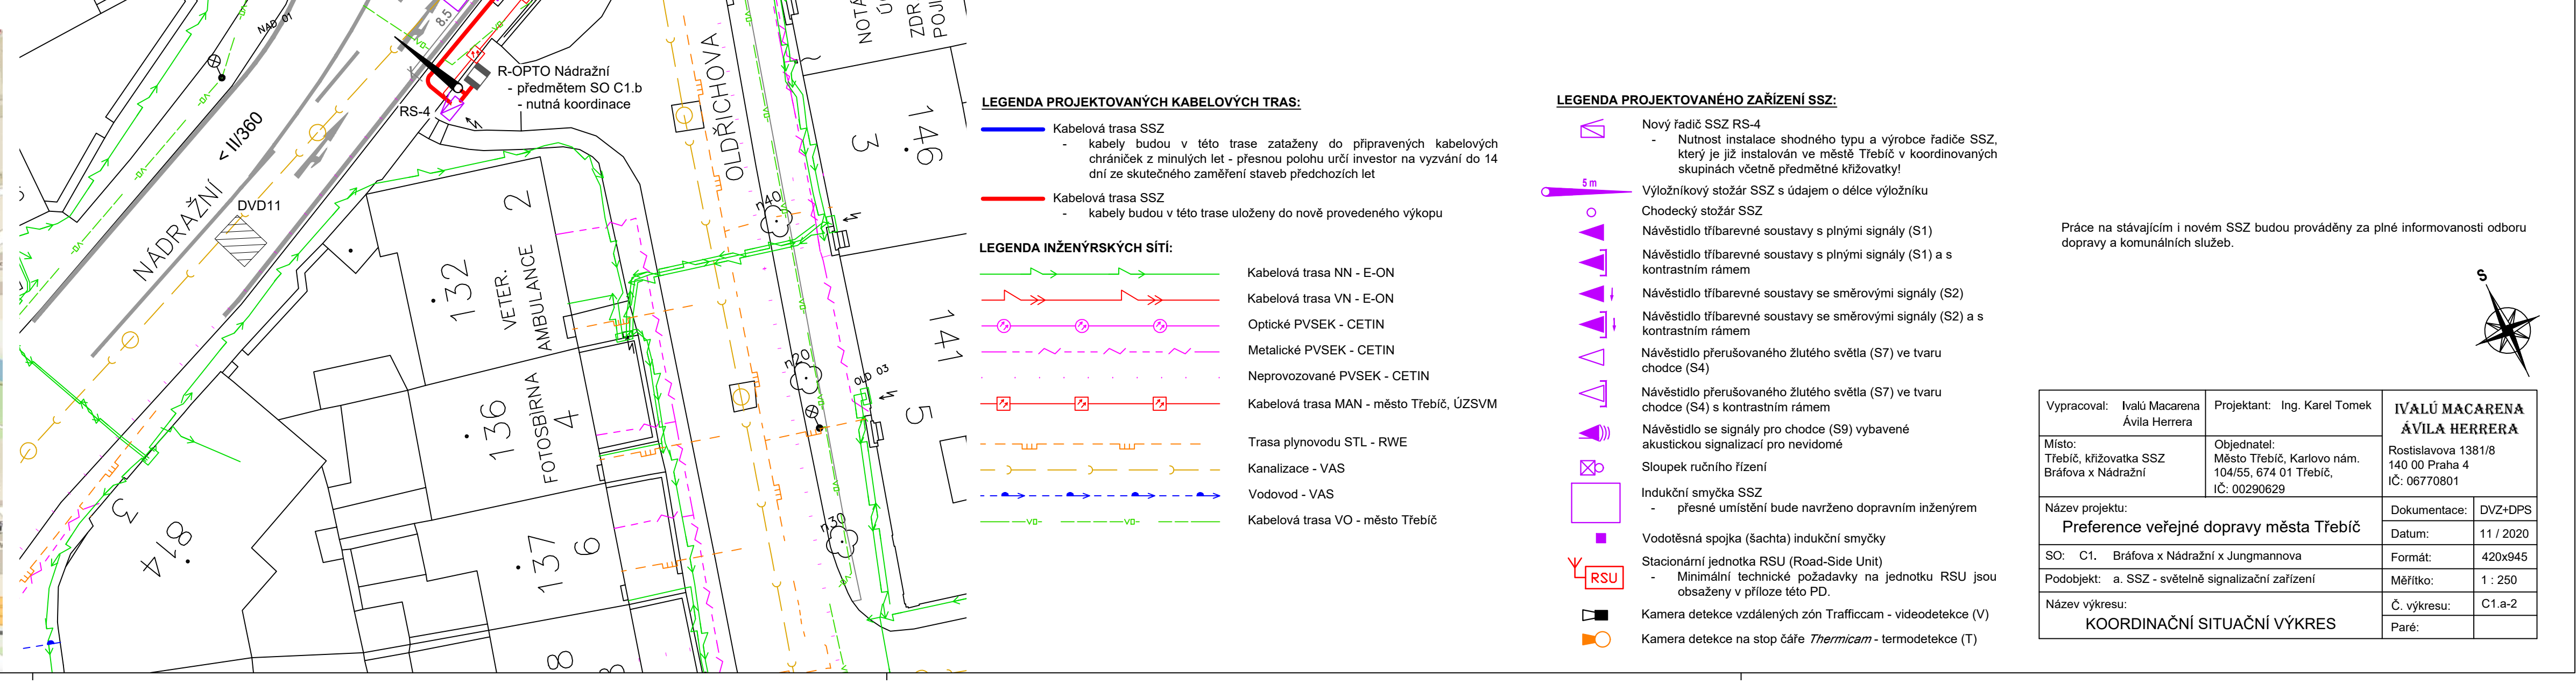 NAD 01
8.5
VO
R-OPTO Nádražní
- předmětem SO C1.b
- nutná koordinace
RS-4
< II/360
NÁDRAŽNÍ
DVD11
OLDŘICHOVA
NOTÁ
ZDR
POJI
146
3
n40
132
2
VETER.
AMBULANCE
141
5
n20
OLD 03
136
4
FOTOSBĚRNA
n30
137
6
814
3
8
LEGENDA PROJEKTOVANÝCH KABELOVÝCH TRAS:
Kabelová trasa SSZ
- kabely budou v této trase zataženy do připravených kabelových
chrániček z minulých let - přesnou polohu určí investor na vyzvání do 14
dní ze skutečného zaměření staveb předchozích let
Kabelová trasa SSZ
- kabely budou v této trase uloženy do nově provedeného výkopu
LEGENDA INŽENÝRSKÝCH SÍTÍ:
Kabelová trasa NN - E-ON
Kabelová trasa VN - E-ON
Optické PVSEK - CETIN
Metalické PVSEK - CETIN
Neprovozované PVSEK - CETIN
Kabelová trasa MAN - město Třebíč, ÚZSVM
Trasa plynovodu STL - RWE
Kanalizace - VAS
Vodovod - VAS
Kabelová trasa VO - město Třebíč
LEGENDA PROJEKTOVANÉHO ZAŘÍZENÍ SSZ:
Nový řadič SSZ RS-4
- Nutnost instalace shodného typu a výrobce řadiče SSZ,
který je již instalován ve městě Třebíč v koordinovaných
skupinách včetně předmětné křižovatky!
5 m
Výložníkový stožár SSZ s údajem o délce výložníku
Chodecký stožár SSZ
Návěstidlo tříbarevné soustavy s plnými signály (S1)
Návěstidlo tříbarevné soustavy s plnými signály (S1) a s
kontrastním rámem
Návěstidlo tříbarevné soustavy se směrovými signály (S2)
Návěstidlo tříbarevné soustavy se směrovými signály (S2) a s
kontrastním rámem
Návěstidlo přerušovaného žlutého světla (S7) ve tvaru
chodce (S4)
Návěstidlo přerušovaného žlutého světla (S7) ve tvaru
chodce (S4) s kontrastním rámem
Návěstidlo se signály pro chodce (S9) vybavené
akustickou signalizací pro nevidomé
Sloupek ručního řízení
Indukční smyčka SSZ
- přesné umístění bude navrženo dopravním inženýrem
Vodotěsná spojka (šachta) indukční smyčky
RSU
Stacionární jednotka RSU (Road-Side Unit)
- Minimální technické požadavky na jednotku RSU jsou
obsaženy v příloze této PD.
Kamera detekce vzdálených zón Trafficcam - videodetekce (V)
Kamera detekce na stop čáře Thermicam - termodetekce (T)
Práce na stávajícím i novém SSZ budou prováděny za plné informovanosti odboru
dopravy a komunálních služeb.
S
Vypracoval: Ivalú Macarena
Ávila Herrera
Projektant: Ing. Karel Tomek
IVALÚ MACARENA
ÁVILA HERRERA
Rostislavova 1381/8
140 00 Praha 4
IČ: 06770801
Místo:
Třebíč, křižovatka SSZ
Bráfova x Nádražní
Objednatel:
Město Třebíč, Karlovo nám.
104/55, 674 01 Třebíč,
IČ: 00290629
Název projektu:
Preference veřejné dopravy města Třebíč
Dokumentace: DVZ+DPS
Datum: 11 / 2020
SO: C1. Bráfova x Nádražní x Jungmannova
Formát: 420x945
Podobjekt: a. SSZ - světelně signalizační zařízení
Měřítko: 1 : 250
Název výkresu:
KOORDINAČNÍ SITUAČNÍ VÝKRES
Č. výkresu: C1.a-2
Paré: